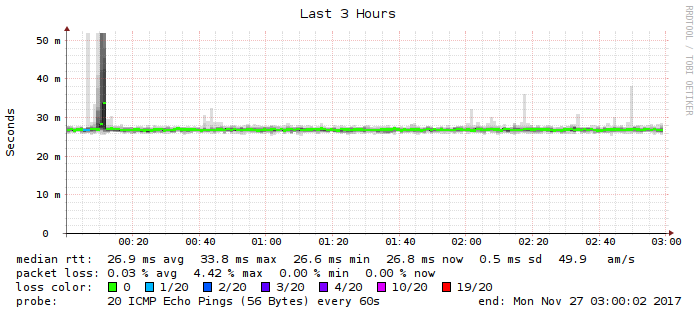 Last 3 Hours
RRDTOOL / TOBI OETIKER
50 m
40 m
30 m
20 m
10 m
0
Seconds
00:20 00:40 01:00 01:20 01:40 02:00 02:20 02:40 03:00
median rtt: 26.9 ms avg 33.8 ms max 26.6 ms min 26.8 ms now 0.5 ms sd 49.9 am/s
packet loss: 0.03 % avg 4.42 % max 0.00 % min 0.00 % now
loss color: 0 1/20 2/20 3/20 4/20 10/20 19/20
probe: 20 ICMP Echo Pings (56 Bytes) every 60s end: Mon Nov 27 03:00:02 2017